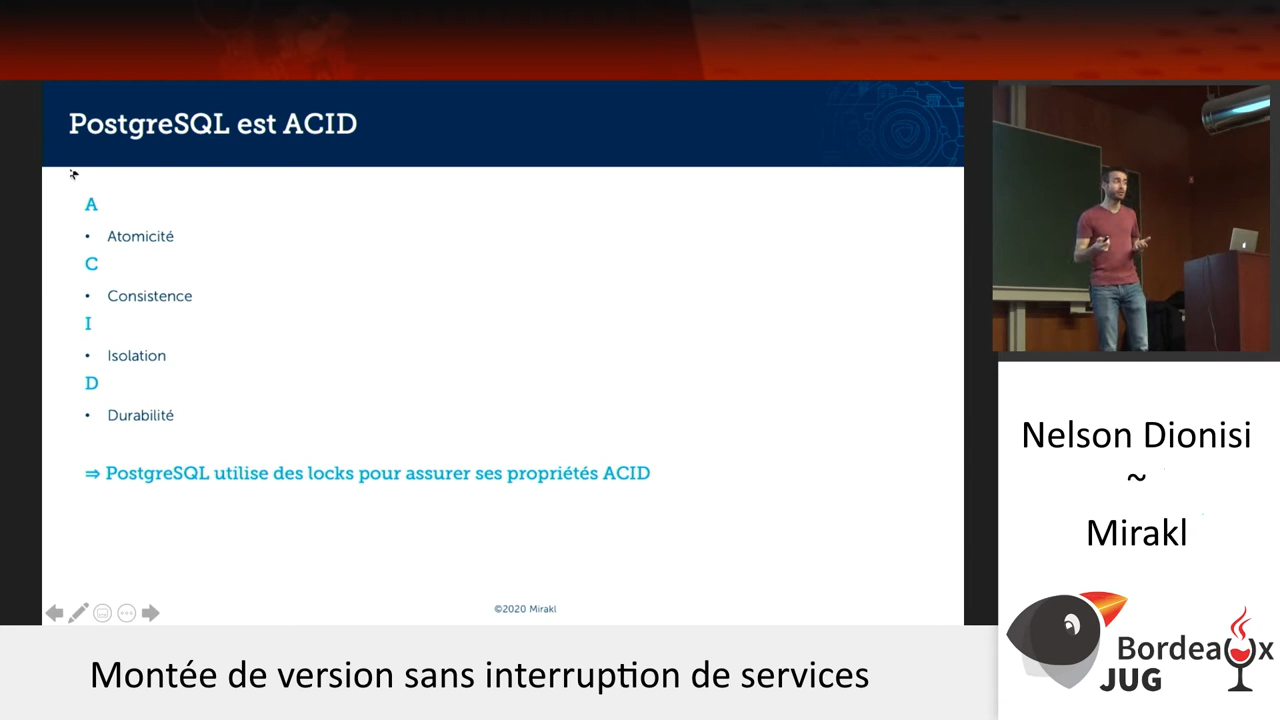 PostgreSQL est ACID
A
• Atomicité
C
• Consistence
I
• Isolation
D
• Durabilité
⇒ PostgreSQL utilise des locks pour assurer ses propriétés ACID
©2020 Mirakl
Nelson Dionisi
~
Mirakl
Bordeaux
JUG
Montée de version sans interruption de services